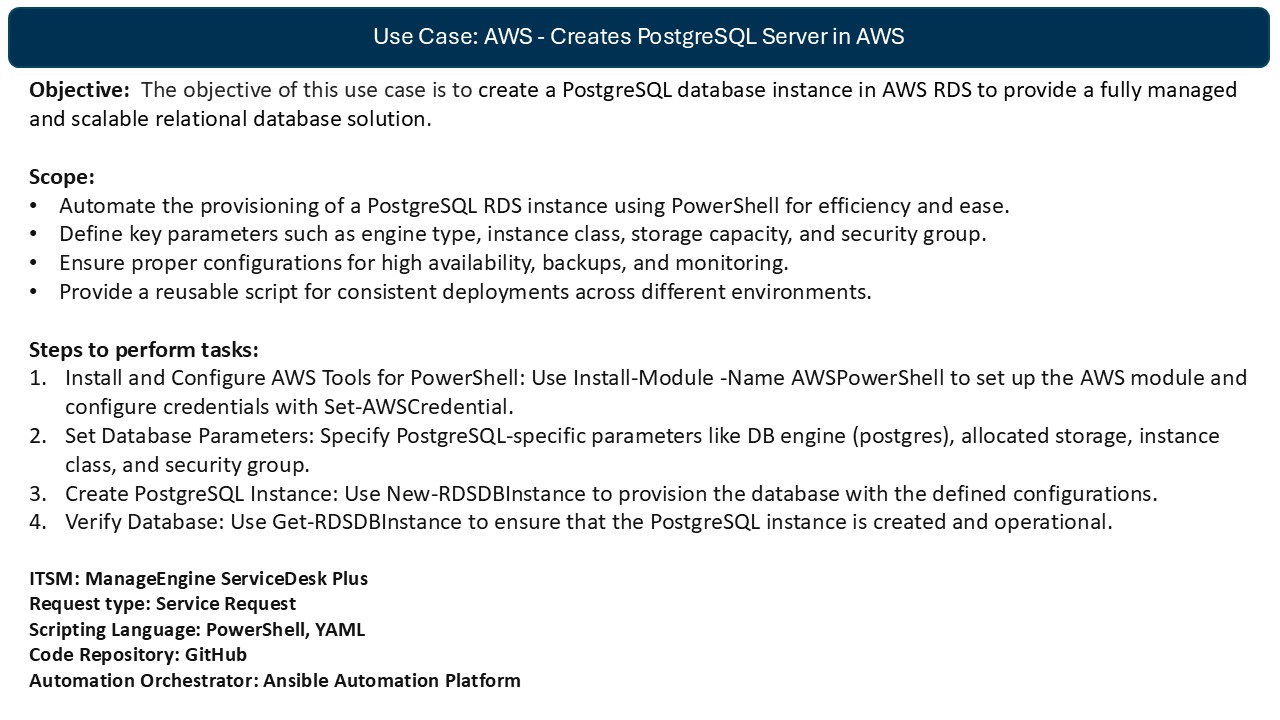 Use Case: AWS - Creates PostgreSQL Server in AWS
Objective: The objective of this use case is to create a PostgreSQL database instance in AWS RDS to provide a fully managed
and scalable relational database solution.
Scope:
• Automate the provisioning of a PostgreSQL RDS instance using PowerShell for efficiency and ease.
• Define key parameters such as engine type, instance class, storage capacity, and security group.
• Ensure proper configurations for high availability, backups, and monitoring.
• Provide a reusable script for consistent deployments across different environments.
Steps to perform tasks:
1. Install and Configure AWS Tools for PowerShell: Use Install-Module -Name AWSPowerShell to set up the AWS module and
configure credentials with Set-AWSCredential.
2. Set Database Parameters: Specify PostgreSQL-specific parameters like DB engine (postgres), allocated storage, instance
class, and security group.
3. Create PostgreSQL Instance: Use New-RDSDBInstance to provision the database with the defined configurations.
4. Verify Database: Use Get-RDSDBInstance to ensure that the PostgreSQL instance is created and operational.
ITSM: ManageEngine ServiceDesk Plus
Request type: Service Request
Scripting Language: PowerShell, YAML
Code Repository: GitHub
Automation Orchestrator: Ansible Automation Platform